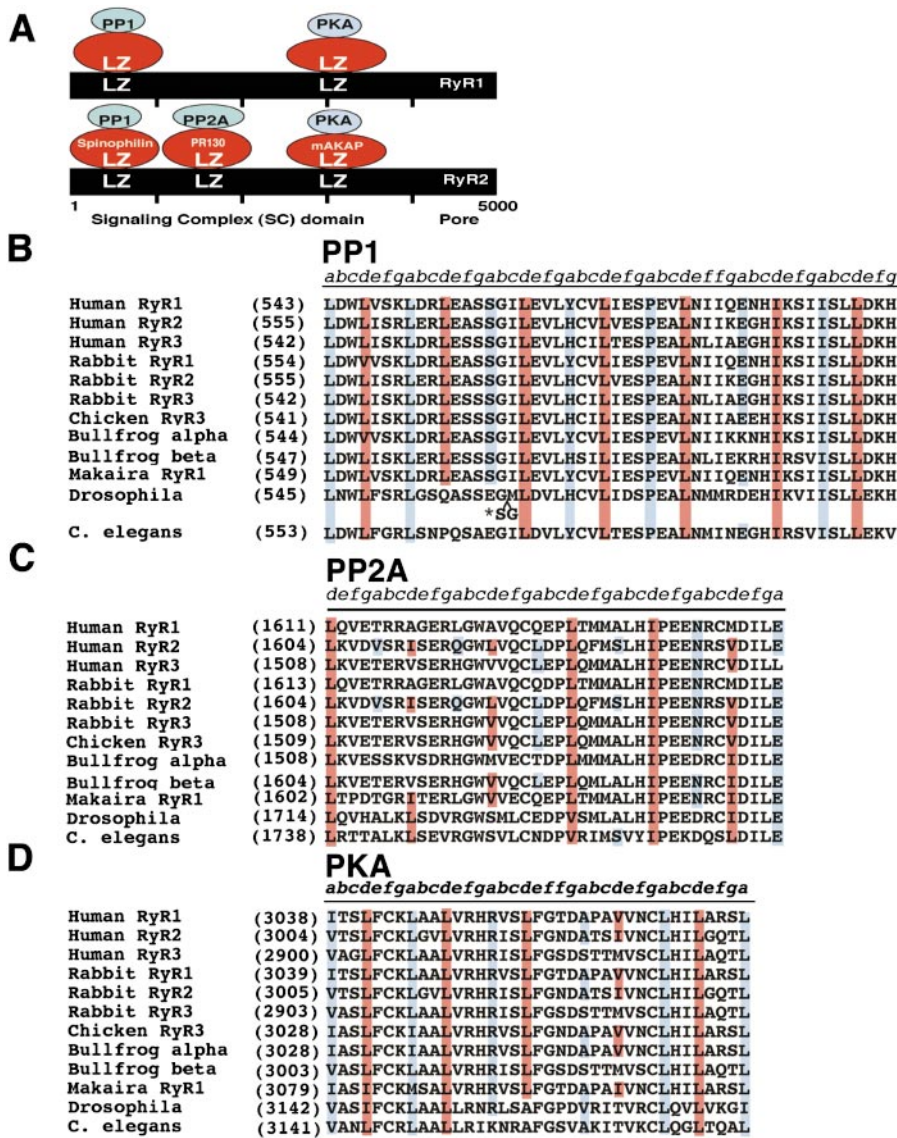 A
PP1
PKA
LZ
LZ
LZ
LZ
RyR1
PP1
PP2A
PKA
Spinophilin
PR130
mAKAP
LZ
LZ
LZ
LZ
LZ
LZ
RyR2
1
Signaling Complex (SC) domain
Pore
5000
B
PP1
abcdefgabcdefgabcdefgabcdefgabcdeffgabcdefgabcdefg
Human RyR1 (543) LDWLVSKLDRLEASSGILEVLYCVLIESPEVLNIIQENHIKSIISLLDKH
Human RyR2 (555) LDWLISRLERLEASSGILEVLHCVLVESPEALNIIKEGHIKSIISLLDKH
Human RyR3 (542) LDWLISKLDRLESSSGILEVLHCILTESPEALNLIAEGHIKSIISLLDKH
Rabbit RyR1 (554) LDWVVSKLDRLEASSGILEVLYCVLIESPEVLNIIQENHIKSIISLLDKH
Rabbit RyR2 (555) LDWLISRLERLEASSGILEVLHCVLVESPEALNIIKEGHIKSIISLLDKH
Rabbit RyR3 (542) LDWLISKLDRLESSSGILEVLHCILIESPEALNLIAEGHIKSIISLLDKH
Chicken RyR3 (541) LDWLISKLDRLESSSGILEVLHCILIESPEALNIIAEEHIKSIISLLDKH
Bullfrog alpha (544) LDWVVSKLDRLEASSGILEVLYCVLIESPEVLNIIKKNHIKSIISLLDKH
Bullfrog beta (547) LDWLISKLERLESSSGILEVLHSILIESPEALNLIEKRHIKSVISLLDKH
Makaira RyR1 (549) LDWLVSKLDRLEASSGILEVLYCVLIESPEVLNIIQENHIKSIISLLDKH
Drosophila (545) LNWLFSRLGSQASSEGMLDVLHCVLIDSPEALNMMRDEHIKVIISLLEKH
*SG
C. elegans (553) LDWLFGRLSNPQSAEGILDVLYCVLTESPEALNMINEGHIRSVISLLEKV
C
PP2A
defgabcdefgabcdefgabcdefgabcdefgabcdefga
Human RyR1 (1611) LQVETRRAGERLGWAVQCQEPLTMMALHIPEENRCMDILE
Human RyR2 (1604) LKVDVSRISERQGWLVQCLDPLQFMSLHIPEENRSVDILE
Human RyR3 (1508) LKVETERVSERHGWVVQCLEPLQMMALHIPEENRCVDILL
Rabbit RyR1 (1613) LQVETRRAGERLGWAVQCQDPLTMMALHIPEENRCMDILE
Rabbit RyR2 (1604) LKVDVSRISERQGWLVQCLDPLQFMSLHIPEENRSVDILE
Rabbit RyR3 (1508) LKVETERVSERHGWVVQCLEPLQMMALHIPEENRCVDILE
Chicken RyR3 (1509) LKVETERVSERHGWVVQCLEPLQMMALHIPEENRCVDILE
Bullfrog alpha (1508) LKVESSKVSDRHGWMVECTDPLMMMALHIPEEDRCIDILE
Bullfrog beta (1604) LKVETERVSERHGWVVQCLEPLQMLALHIPEENRCIDILE
Makaira RyR1 (1602) LTPDTGRITERLGWVVECQEPLTMMALHIPEENRCIDILE
Drosophila (1714) LQVHALKLSDVRGWSMLCEDPVSMLALHIPEEDRCIDILE
C. elegans (1738) LRTTALKLSEVRGWSVLCNDPVRIMSVYIPEKDQSLDILE
D
PKA
abcdefgabcdefgabcdeffgabcdefgabcdefga
Human RyR1 (3038) ITSLFCKLAALVRHRVSLFGTDAPAVVNCLHILARSL
Human RyR2 (3004) VTSLFCKLGVLVRHRISLFGNDATSIVNCLHILGQTL
Human RyR3 (2900) VAGLFCKLAALVRHRISLFGSDSTTMVSCLHILAQTL
Rabbit RyR1 (3039) ITSLFCKLAALVRHRVSLFGTDAPAVVNCLHILARSL
Rabbit RyR2 (3005) VTSLFCKLGVLVRHRISLFGNDATSIVNCLHILGQTL
Rabbit RyR3 (2903) VASLFCKLAALVRHRISLFGSDSTTMVSCLHILAQTL
Chicken RyR3 (3028) IASLFCKIAALVRHRVSLFGTDAPAVVNCLHILARSL
Bullfrog alpha (3028) IASLFCKIAALVRHRVSLFGNDAPAVVNCLHILARSL
Bullfrog beta (3003) VASLFCKLAALVRHRISLFGSDSTTMVSCLHILAQTL
Makaira RyR1 (3079) IASIFCKMSALVRHRVSLFGTDAPAIVNCLHILARSL
Drosophila (3142) VASIFCRLAALLRNRLSAFGPDVRITVRCLQVLVKGI
C. elegans (3141) VANLFCRLAALLRIKNRAFGSVAKITVKCLQGLTQAL